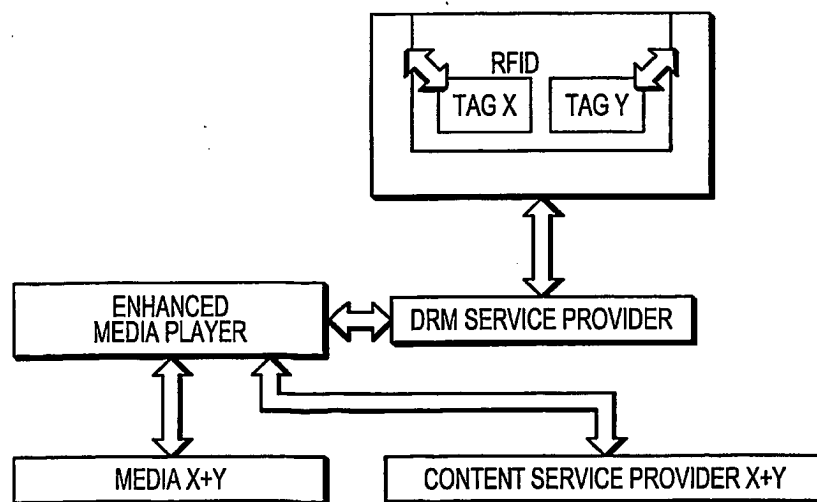 RFID
TAG X
TAG Y
ENHANCED
MEDIA PLAYER
DRM SERVICE PROVIDER
MEDIA X+Y
CONTENT SERVICE PROVIDER X+Y